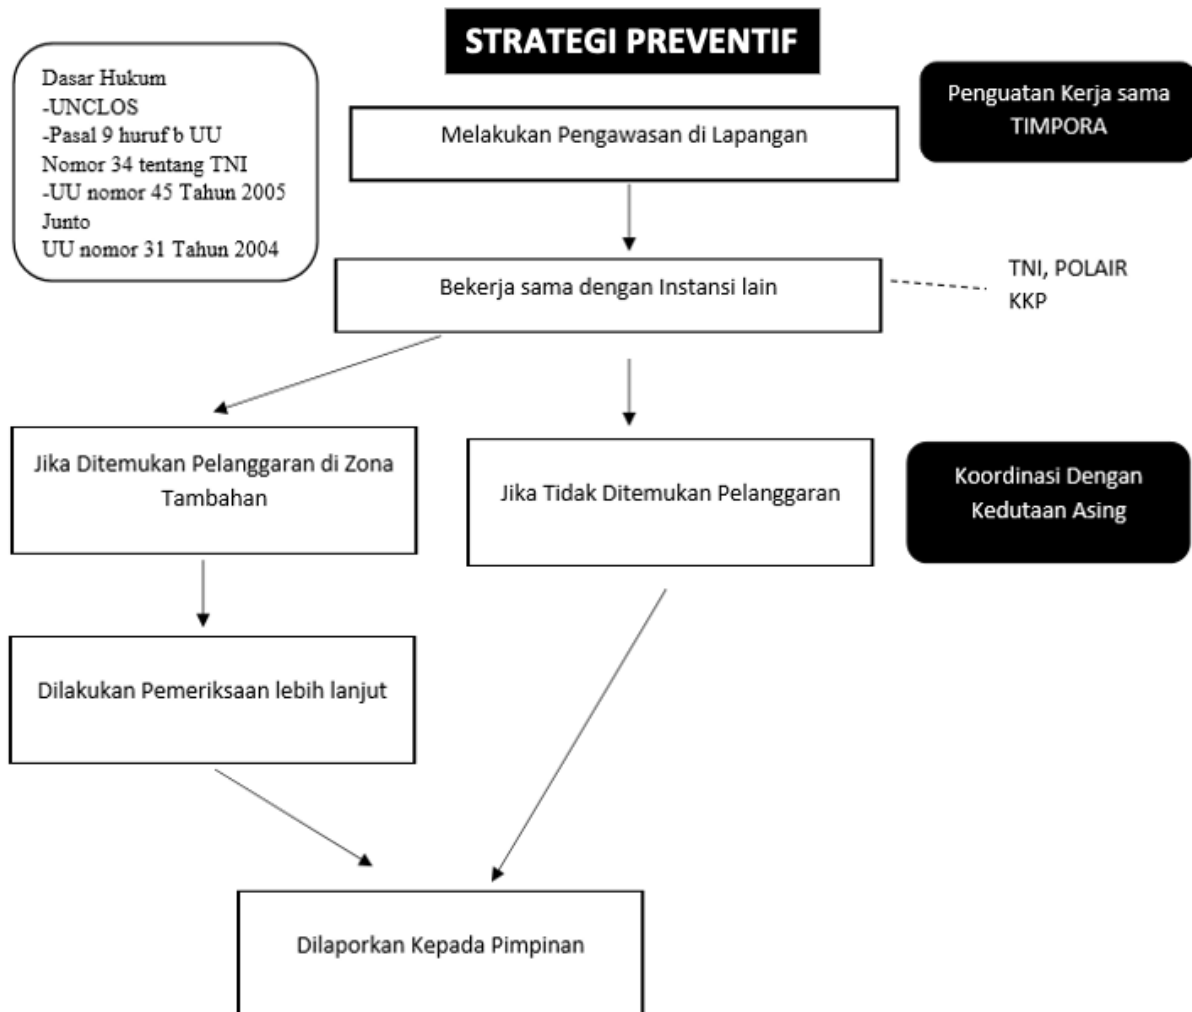 STRATEGI PREVENTIF
Dasar Hukum
-UNCLOS
-Pasal 9 huruf b UU
Nomor 34 tentang TNI
-UU nomor 45 Tahun 2005
Junto
UU nomor 31 Tahun 2004
Melakukan Pengawasan di Lapangan
Penguatan Kerja sama
TIMPORA
Bekerja sama dengan Instansi lain
TNI, POLAIR
KKP
Jika Ditemukan Pelanggaran di Zona
Tambahan
Jika Tidak Ditemukan Pelanggaran
Koordinasi Dengan
Kedutaan Asing
Dilakukan Pemeriksaan lebih lanjut
Dilaporkan Kepada Pimpinan